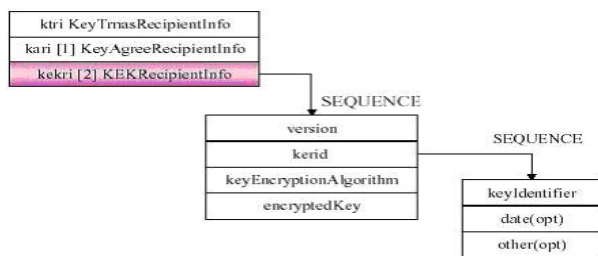 ktri KeyTrnasRecipientInfo
kari [1] KeyAgreeRecipientInfo
kekri [2] KEKRecipientInfo
SEQUENCE
version
kerid
keyEncryptionAlgorithm
encryptedKey
SEQUENCE
keyIdentifier
date(opt)
other(opt)